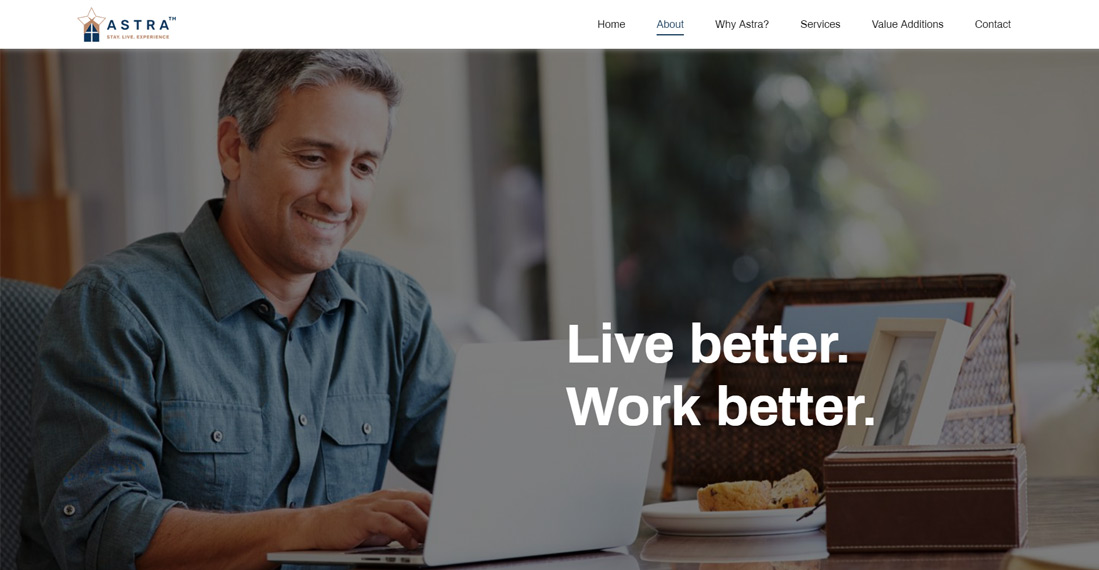 ASTRA™
STAY. LIVE. EXPERIENCE
Home About Why Astra? Services Value Additions Contact
Live better.
Work better.